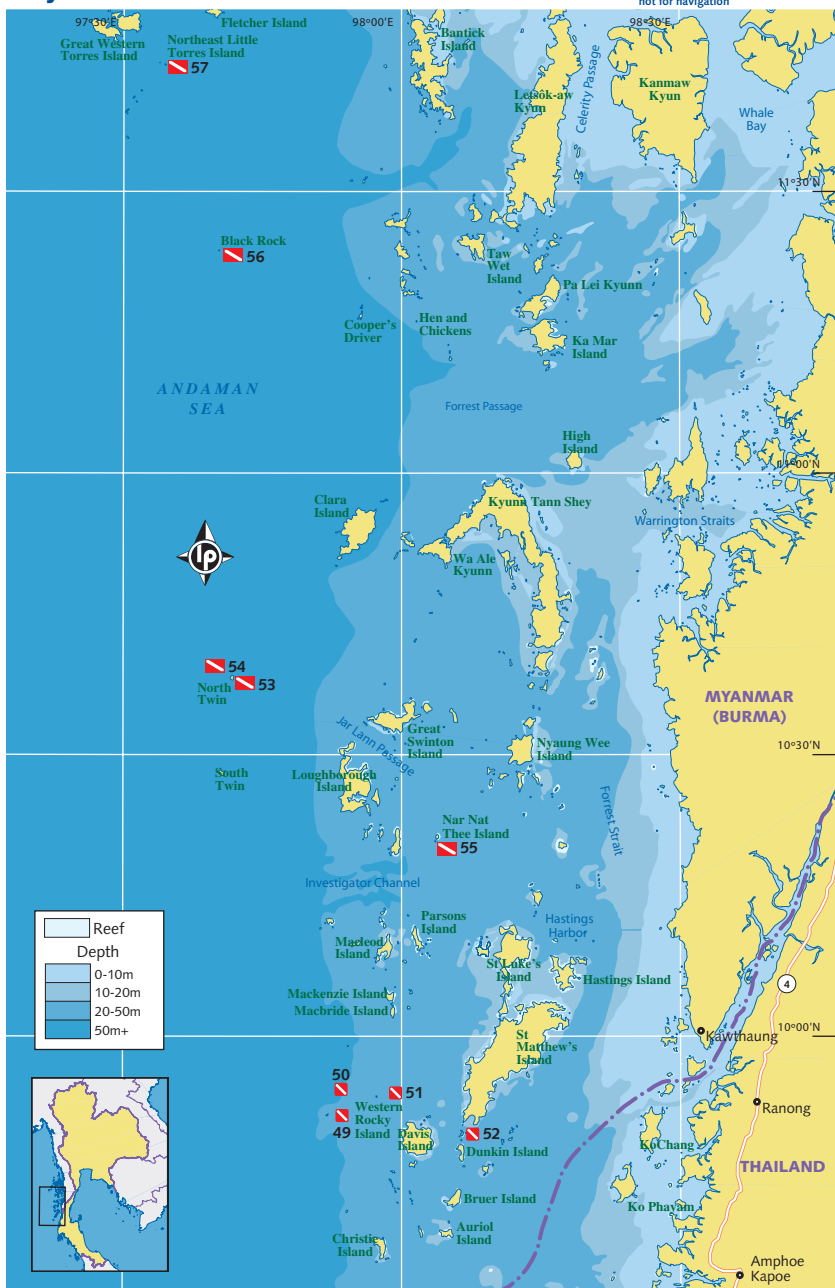 not for navigation
97°30'E
98°00'E
98°30'E
Fletcher Island
Great Western
Torres Island
Northeast Little
Torres Island
57
Bantick
Island
Letsôk-aw
Kyun
Celerity Passage
Kanmaw
Kyun
Whale
Bay
11°30'N
Black Rock
56
Taw
Wet
Island
Pa Lei Kyunn
Cooper's
Driver
Hen and
Chickens
Ka Mar
Island
ANDAMAN
SEA
Forrest Passage
High
Island
11°00'N
Clara
Island
Kyunn Tann Shey
Warrington Straits
lp
Wa Ale
Kyunn
54
53
North
Twin
MYANMAR
(BURMA)
Jar Lann Passage
Great
Swinton
Island
Nyaung Wee
Island
10°30'N
South
Twin
Loughborough
Island
Forrest Strait
Nar Nat
Thee Island
55
Investigator Channel
Reef
Depth
0-10m
10-20m
20-50m
50m+
Parsons
Island
Hastings
Harbor
Macleod
Island
St Luke's
Island
Hastings Island
4
Mackenzie Island
Macbride Island
St
Matthew's
Island
10°00'N
Kawthaung
50
51
Western
Rocky
Island
49
Davis
Island
52
Dunkin Island
Ranong
KoChang
THAILAND
Bruer Island
Ko Phayam
Auriol
Island
Christie
Island
Amphoe
Kapoe